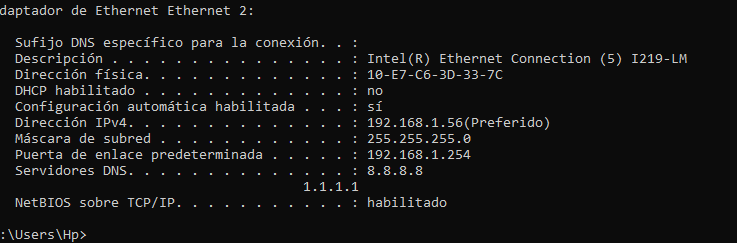 daptador de Ethernet Ethernet 2:
Sufijo DNS específico para la conexión. . :
Descripción . . . . . . . . . . . . . . . : Intel(R) Ethernet Connection (5) I219-LM
Dirección física. . . . . . . . . . . . . : 10-E7-C6-3D-33-7C
DHCP habilitado . . . . . . . . . . . . . : no
Configuración automática habilitada . . . : sí
Dirección IPv4. . . . . . . . . . . . . . : 192.168.1.56(Preferido)
Máscara de subred . . . . . . . . . . . . : 255.255.255.0
Puerta de enlace predeterminada . . . . . : 192.168.1.254
Servidores DNS. . . . . . . . . . . . . . : 8.8.8.8
1.1.1.1
NetBIOS sobre TCP/IP. . . . . . . . . . . : habilitado
:\Users\Hp>